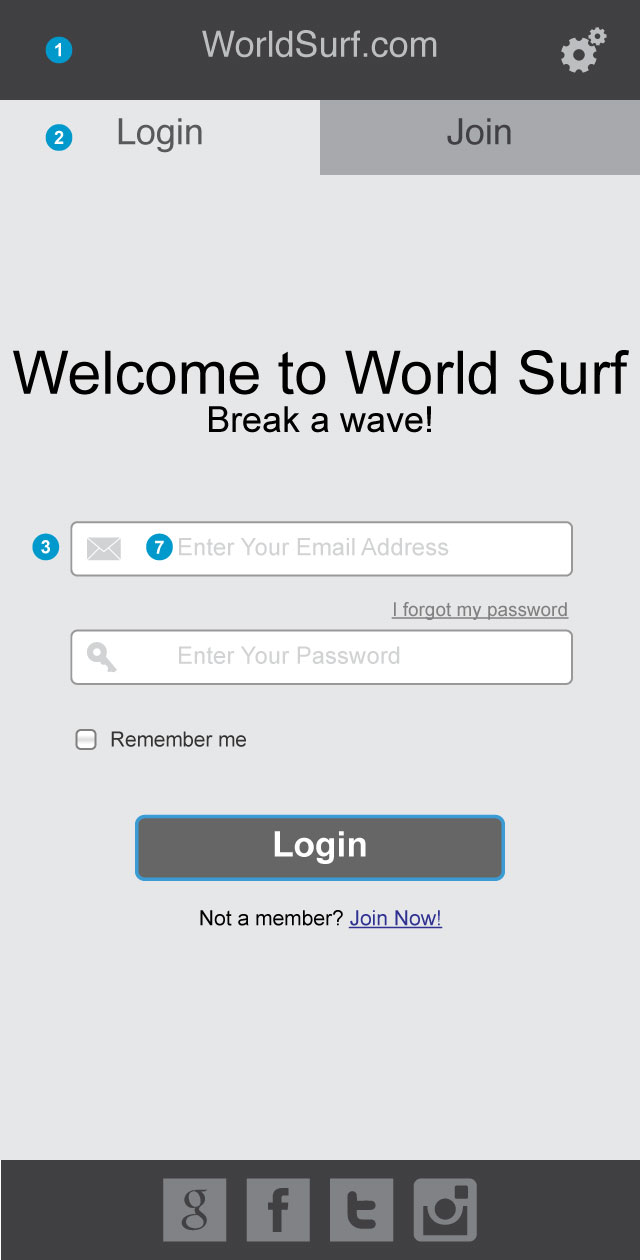 1 WorldSurf.com
2 Login Join
Welcome to World Surf
Break a wave!
3 7 Enter Your Email Address
I forgot my password
Enter Your Password
Remember me
Login
Not a member? Join Now!
g f t